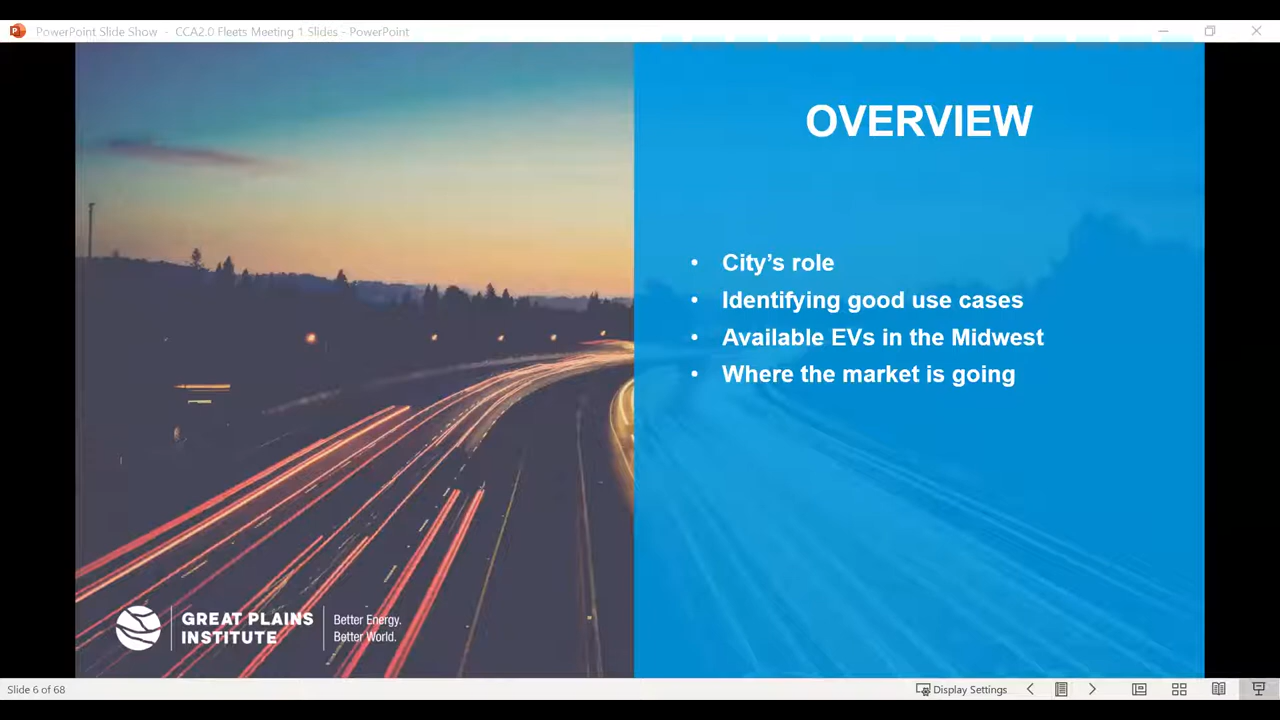 PowerPoint Slide Show - CCA2.0 Fleets Meeting 1 Slides - PowerPoint
OVERVIEW
• City’s role
• Identifying good use cases
• Available EVs in the Midwest
• Where the market is going
GREAT PLAINS
INSTITUTE
Better Energy.
Better World.
Slide 6 of 68
Display Settings